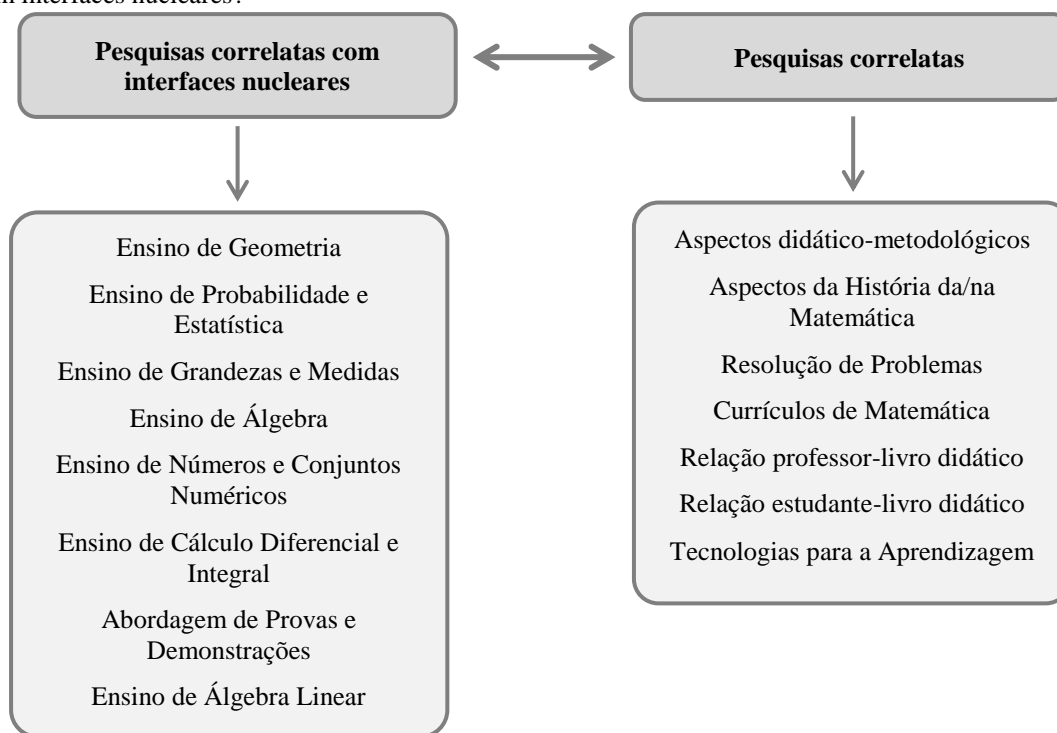 interfaces nucleares?
Pesquisas correlatas com
interfaces nucleares
Pesquisas correlatas
Ensino de Geometria
Ensino de Probabilidade e
Estatística
Ensino de Grandezas e Medidas
Ensino de Álgebra
Ensino de Números e Conjuntos
Numéricos
Ensino de Cálculo Diferencial e
Integral
Abordagem de Provas e
Demonstrações
Ensino de Álgebra Linear
Aspectos didático-metodológicos
Aspectos da História da/na
Matemática
Resolução de Problemas
Currículos de Matemática
Relação professor-livro didático
Relação estudante-livro didático
Tecnologias para a Aprendizagem